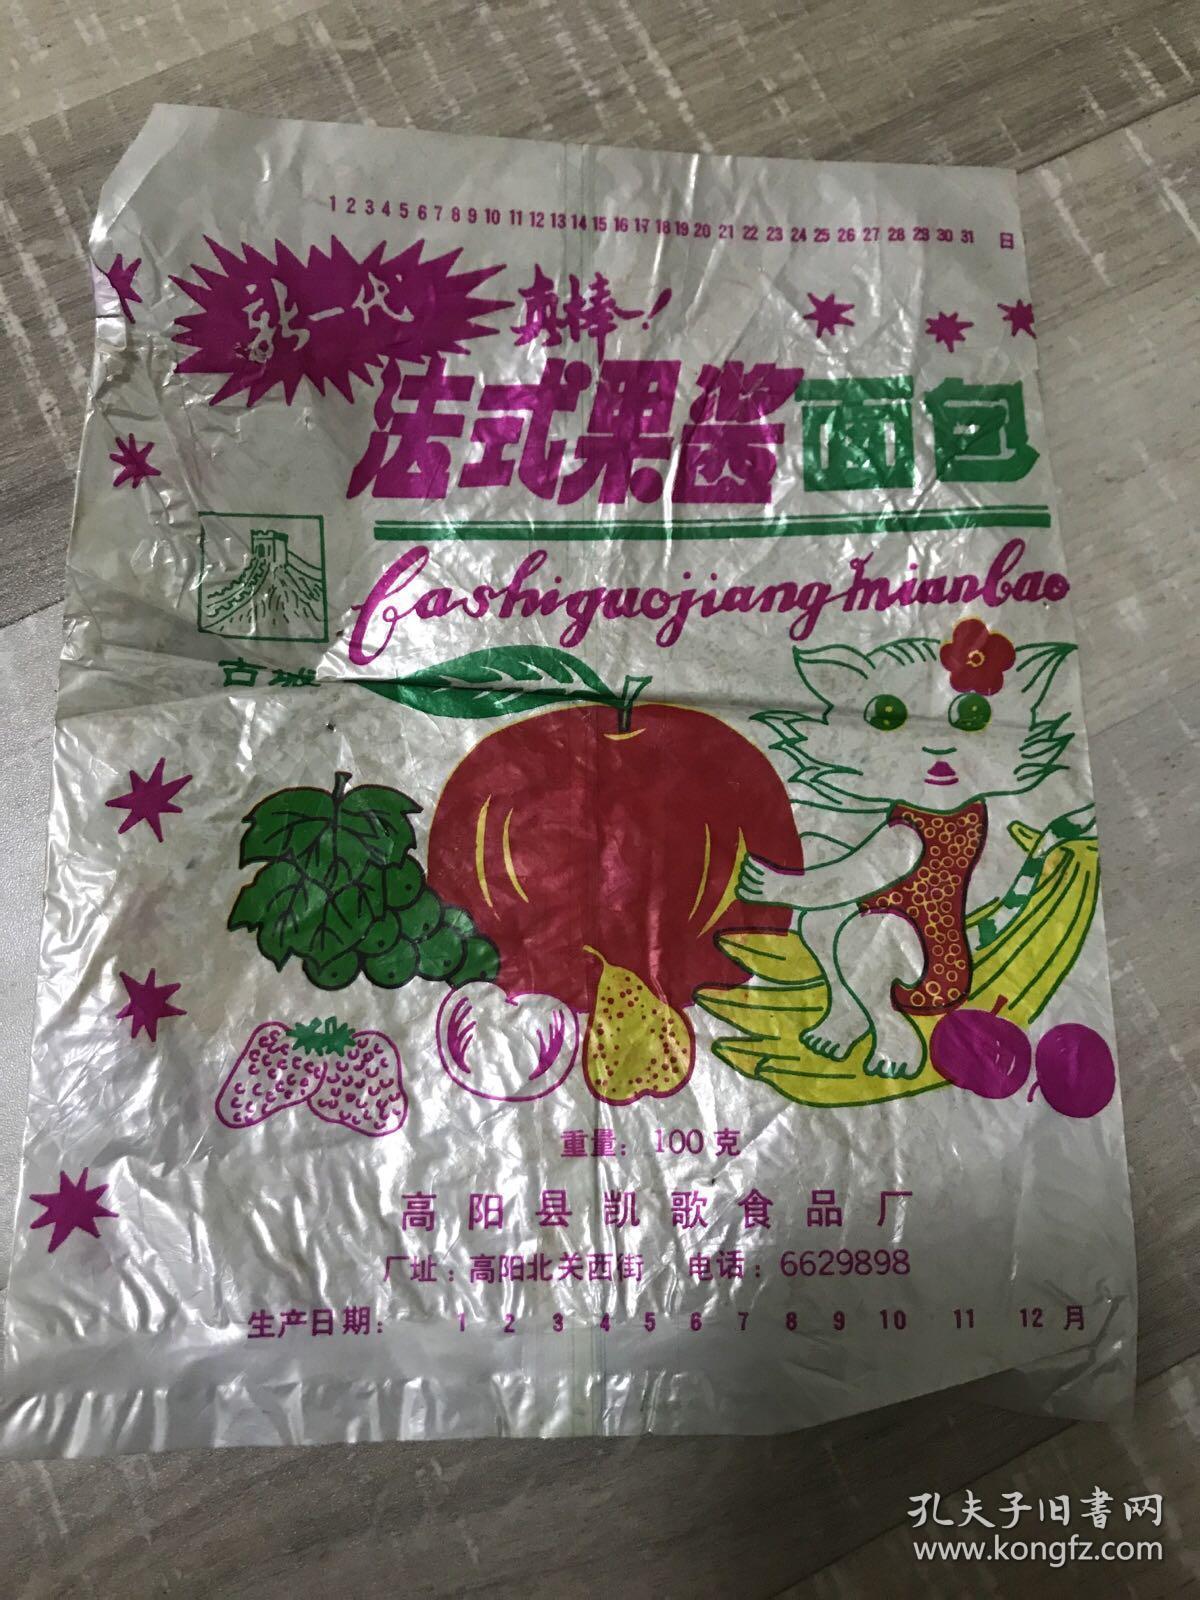 1 2 3 4 5 6 7 8 9 10 11 12 13 14 15 16 17 18 19 20 21 22 23 24 25 26 27 28 29 30 31 日
新一代
真棒!
法式果酱面包
fashiguojiang mianbao
古城
重量：100克
高阳县凯歌食品厂
厂址：高阳北关西街 电话：6629898
生产日期： 1 2 3 4 5 6 7 8 9 10 11 12 月
孔夫子旧书网
www.kongfz.com